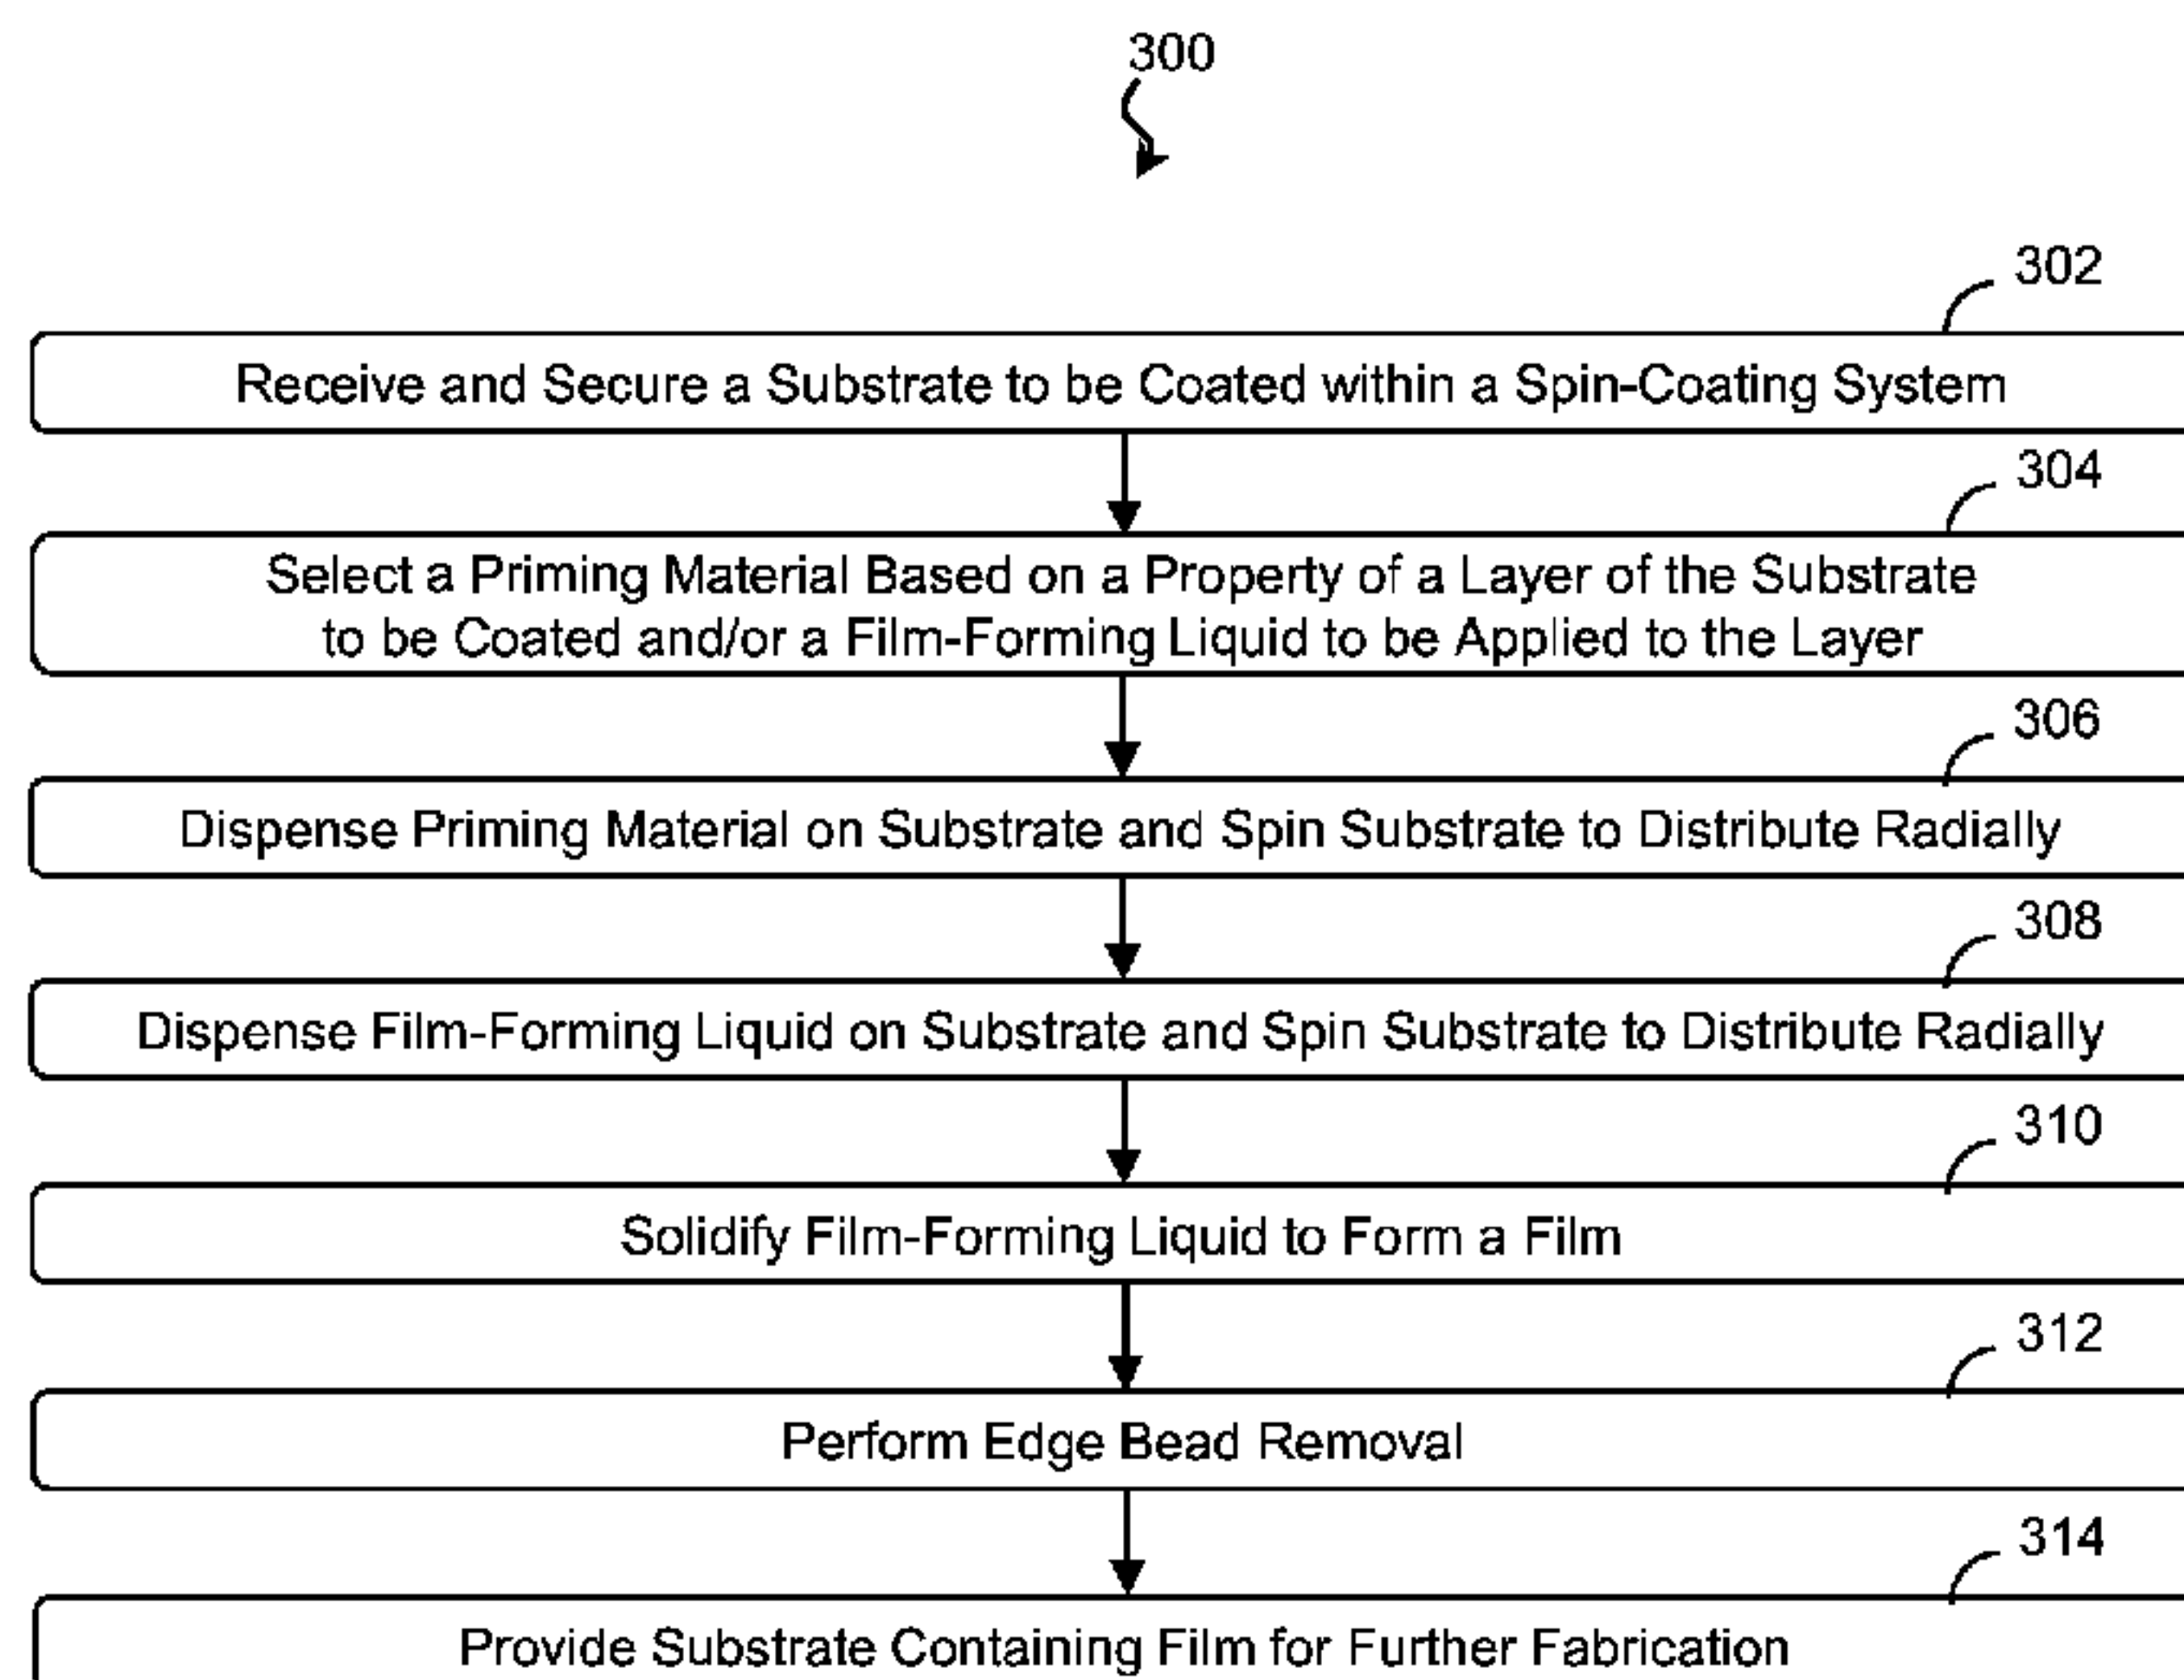 300
302
Receive and Secure a Substrate to be Coated within a Spin-Coating System
304
Select a Priming Material Based on a Property of a Layer of the Substrate
to be Coated and/or a Film-Forming Liquid to be Applied to the Layer
306
Dispense Priming Material on Substrate and Spin Substrate to Distribute Radially
308
Dispense Film-Forming Liquid on Substrate and Spin Substrate to Distribute Radially
310
Solidify Film-Forming Liquid to Form a Film
312
Perform Edge Bead Removal
314
Provide Substrate Containing Film for Further Fabrication